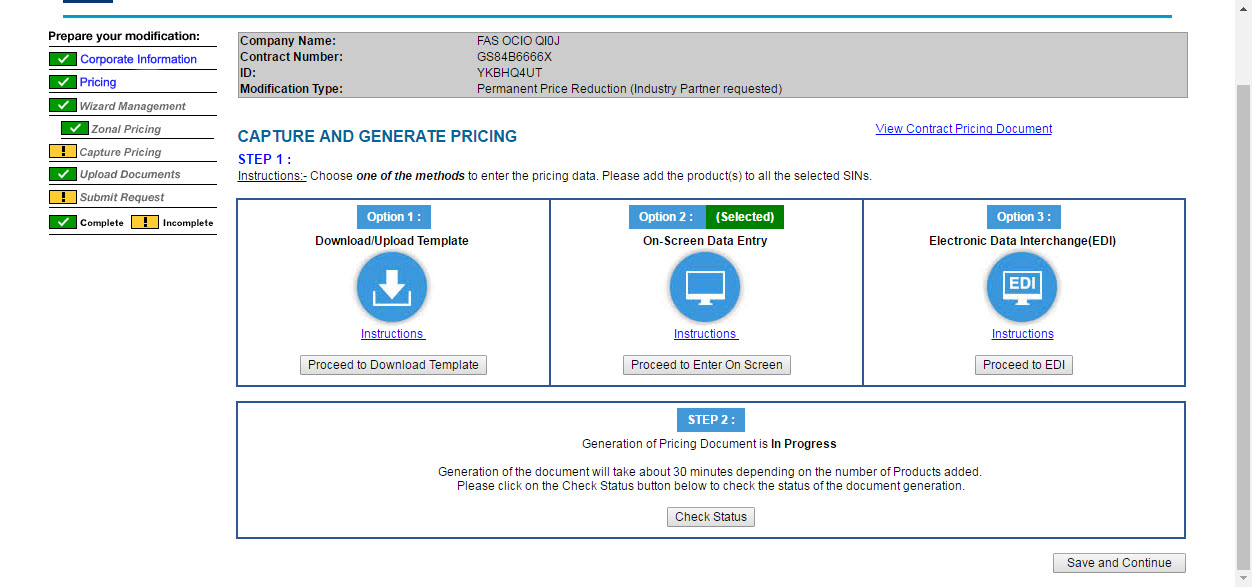 Prepare your modification:
Corporate Information
Pricing
Wizard Management
Zonal Pricing
Capture Pricing
Upload Documents
Submit Request
Complete ! Incomplete
Company Name: FAS OCIO QI0J
Contract Number: GS84B6666X
ID: YKBHQ4UT
Modification Type: Permanent Price Reduction (Industry Partner requested)
View Contract Pricing Document
CAPTURE AND GENERATE PRICING
STEP 1 :
Instructions:- Choose one of the methods to enter the pricing data. Please add the product(s) to all the selected SINs.
Option 1 :
Download/Upload Template
Instructions
Proceed to Download Template
Option 2 : (Selected)
On-Screen Data Entry
Instructions
Proceed to Enter On Screen
Option 3 :
Electronic Data Interchange(EDI)
EDI
Instructions
Proceed to EDI
STEP 2 :
Generation of Pricing Document is In Progress
Generation of the document will take about 30 minutes depending on the number of Products added.
Please click on the Check Status button below to check the status of the document generation.
Check Status
Save and Continue